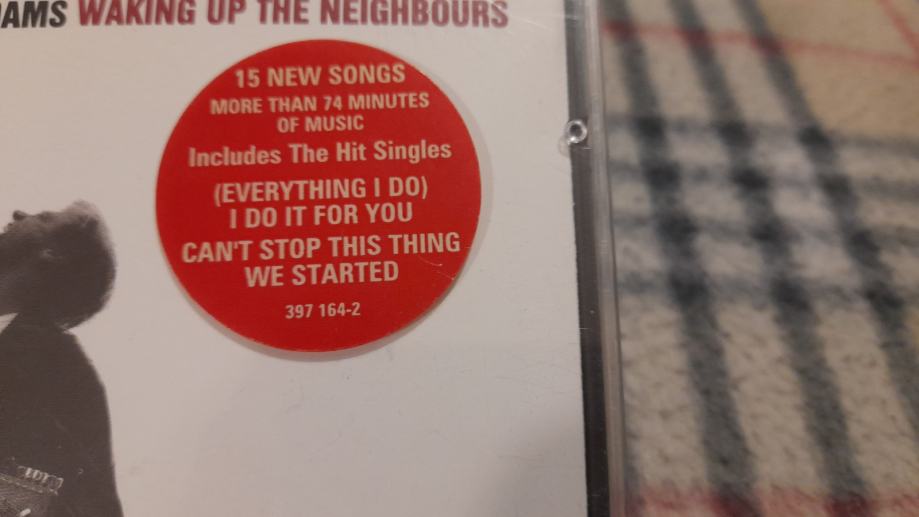 DAMS WAKING UP THE NEIGHBOURS
15 NEW SONGS
MORE THAN 74 MINUTES
OF MUSIC
Includes The Hit Singles
(EVERYTHING I DO)
I DO IT FOR YOU
CAN'T STOP THIS THING
WE STARTED
397 164-2